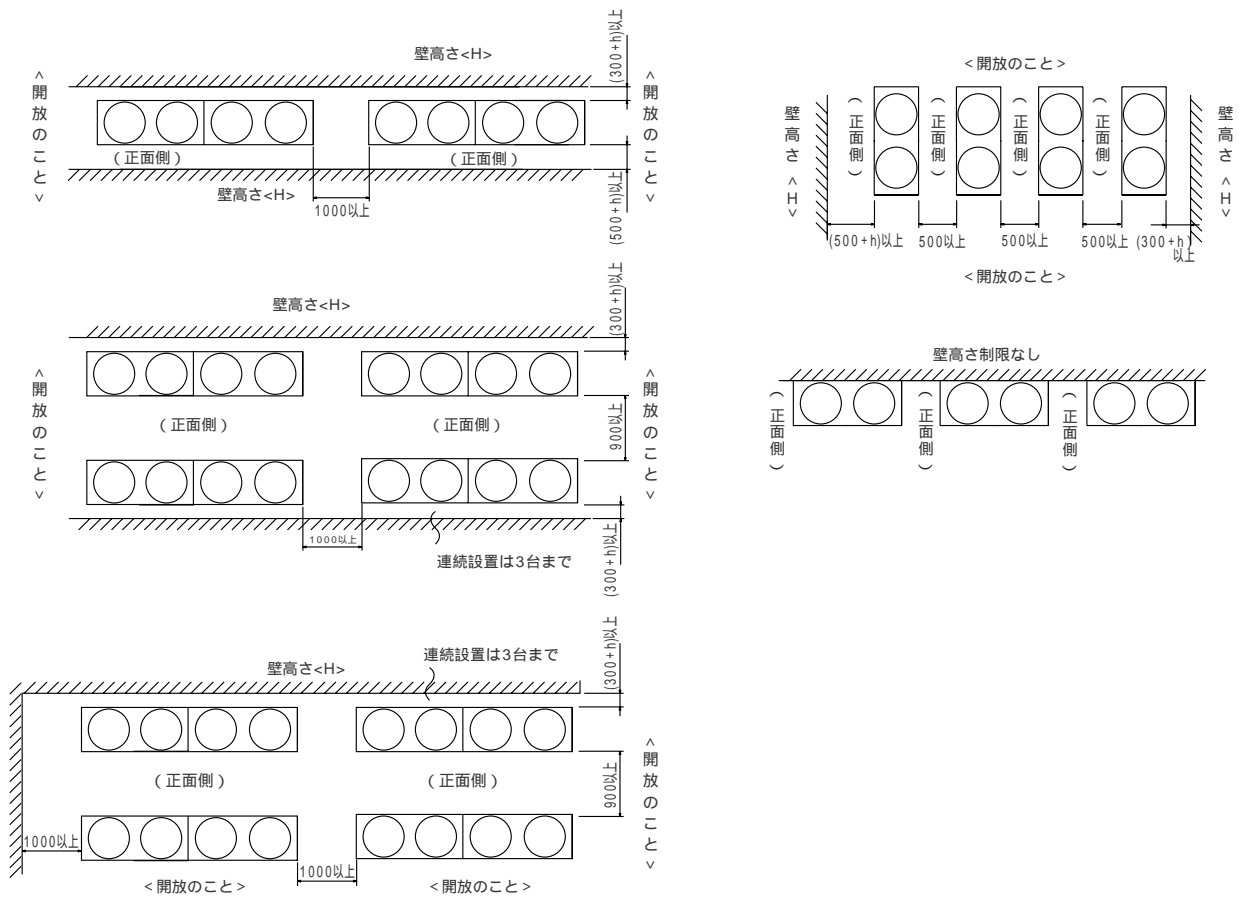 壁高さ<H>
(300+h)以上
<開放のこと>
<開放のこと>
(正面側)
(正面側)
壁高さ<H>
1000以上
(500+h)以上
壁高さ<H>
(300+h)以上
<開放のこと>
<開放のこと>
(正面側)
(正面側)
900以上
1000以上
連続設置は3台まで
(300+h)以上
壁高さ<H>
連続設置は3台まで
(300+h)以上
(正面側)
(正面側)
900以上
<開放のこと>
1000以上
1000以上
<開放のこと>
<開放のこと>
<開放のこと>
壁高さ<H>
(正面側)
(正面側)
(正面側)
(正面側)
壁高さ<H>
(500+h)以上
500以上
500以上
500以上
(300+h)
以上
<開放のこと>
壁高さ制限なし
(正面側)
(正面側)
(正面側)